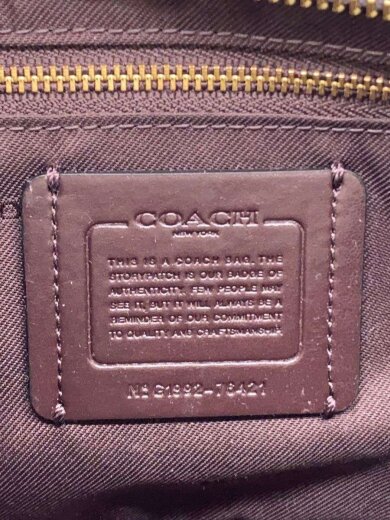 COACH
NEW YORK
THIS IS A COACH BAG. THE
STORYPATCH IS OUR BADGE OF
AUTHENTICITY. FEW PEOPLE MAY
SEE IT, BUT IT WILL ALWAYS BE A
REMINDER OF OUR COMMITMENT
TO QUALITY AND CRAFTSMANSHIP.
Nº G1992-76421